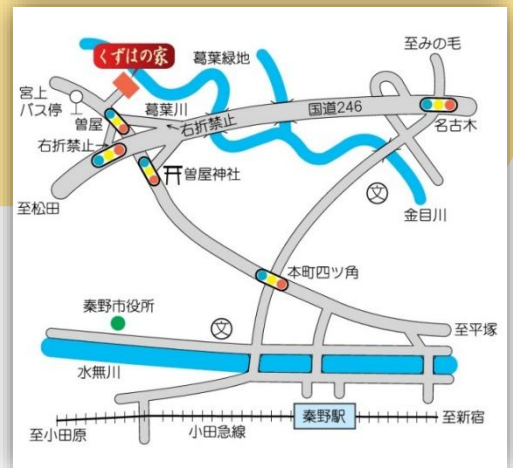 くずはの家
葛葉緑地
至みの毛
宮上
バス停
曽屋
葛葉川
右折禁止
国道246
名古木
右折禁止
曽屋神社
文
至松田
金目川
本町四ツ角
秦野市役所
文
至平塚
水無川
秦野駅
至新宿
至小田原
小田急線